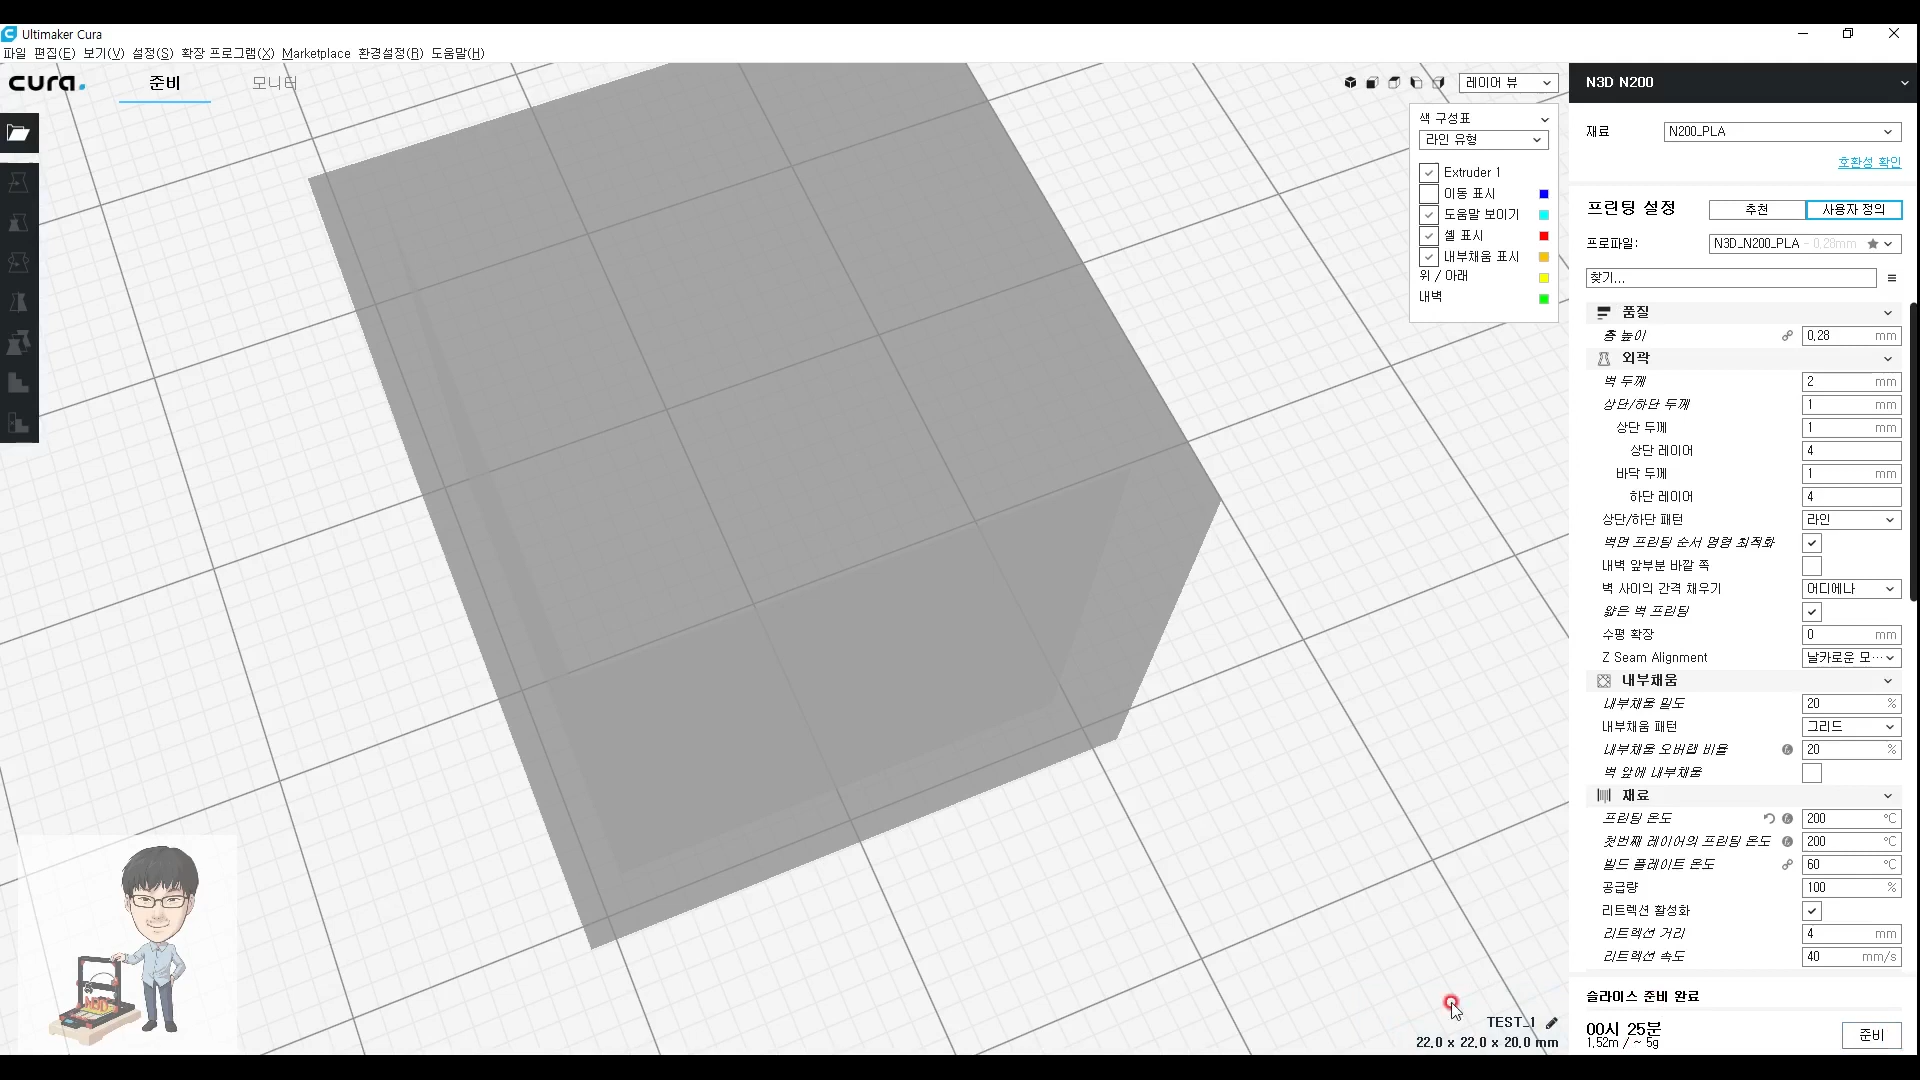 Ultimaker Cura
파일 편집(E) 보기(V) 설정(S) 확장 프로그램(X) Marketplace 환경설정(R) 도움말(H)
cura.
준비
모니터
레이어 뷰
색 구성표
라인 유형
Extruder 1
이동 표시
도움말 보이기
셸 표시
내부채움 표시
위 / 아래
내벽
N3D N200
재료
N200_PLA
호환성 확인
프린팅 설정
추천
사용자 정의
프로파일:
N3D_N200_PLA - 0.28mm
찾기...
품질
층 높이
0,28 mm
외곽
벽 두께
2 mm
상단/하단 두께
1 mm
상단 두께
1 mm
상단 레이어
4
바닥 두께
1 mm
하단 레이어
4
상단/하단 패턴
라인
벽면 프린팅 순서 명령 최적화
내벽 앞부분 바깥 쪽
벽 사이의 간격 채우기
어디에나
얇은 벽 프린팅
수평 확장
0 mm
Z Seam Alignment
날카로운 모…
내부채움
내부채움 밀도
20 %
내부채움 패턴
그리드
내부채움 오버랩 비율
20 %
벽 앞에 내부채움
재료
프린팅 온도
200 °C
첫번째 레이어의 프린팅 온도
200 °C
빌드 플레이트 온도
60 °C
공급량
100 %
리트렉션 활성화
리트렉션 거리
4 mm
리트렉션 속도
40 mm/s
슬라이스 준비 완료
00시 25분
1.52m / ~ 5g
준비
TEST_1
22.0 x 22.0 x 20.0 mm